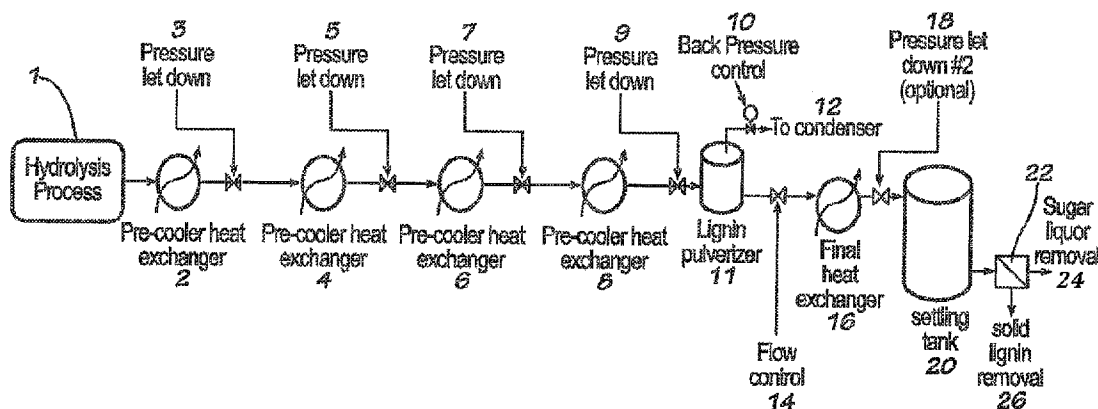 1
Hydrolysis
Process
3
Pressure
let down
5
Pressure
let down
7
Pressure
let down
9
Pressure
let down
10
Back Pressure
control
12
To condenser
18
Pressure let
down #2
(optional)
Pre-cooler heat
exchanger
2
Pre-cooler heat
exchanger
4
Pre-cooler heat
exchanger
6
Pre-cooler heat
exchanger
8
Lignin
pulverizer
11
Flow
control
14
Final
heat
exchanger
16
settling
tank
20
22
Sugar
liquor
removal
24
solid
lignin
removal
26